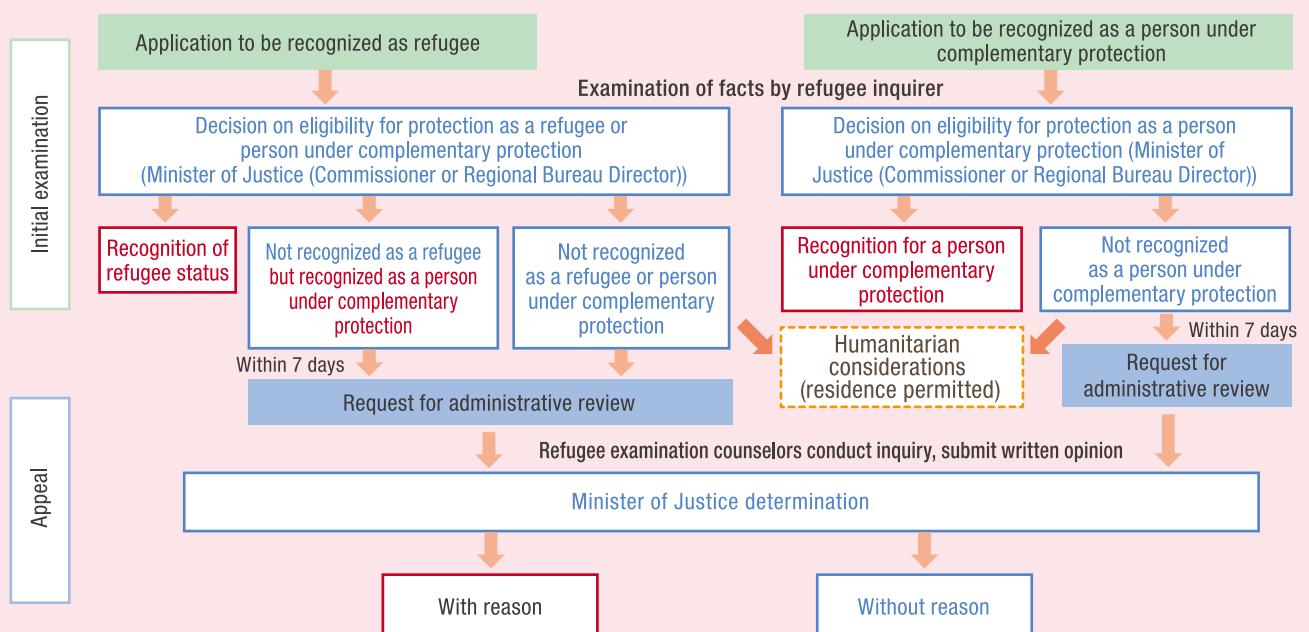 Initial examination
Application to be recognized as refugee
Application to be recognized as a person under
complementary protection
Examination of facts by refugee inquirer
Decision on eligibility for protection as a refugee or
person under complementary protection
(Minister of Justice (Commissioner or Regional Bureau Director))
Decision on eligibility for protection as a person
under complementary protection (Minister of
Justice (Commissioner or Regional Bureau Director))
Recognition of
refugee status
Not recognized as a refugee
but recognized as a person
under complementary
protection
Not recognized
as a refugee or person
under complementary
protection
Recognition for a person
under complementary
protection
Not recognized
as a person under
complementary protection
Humanitarian
considerations
(residence permitted)
Within 7 days
Within 7 days
Appeal
Request for administrative review
Request for
administrative review
Refugee examination counselors conduct inquiry, submit written opinion
Minister of Justice determination
With reason
Without reason